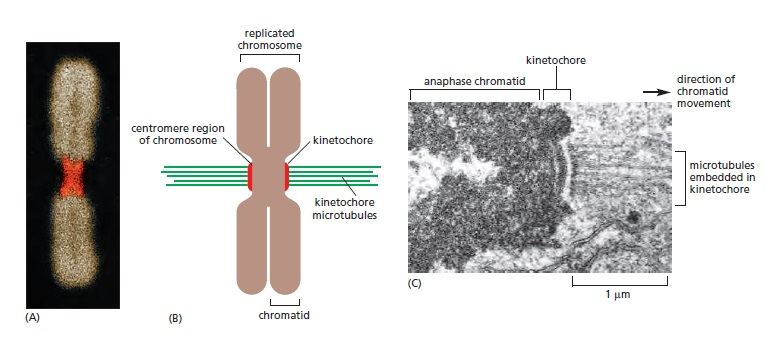 replicated
chromosome
centromere region
of chromosome
kinetochore
kinetochore
microtubules
chromatid
(A)
(B)
kinetochore
anaphase chromatid
direction of
chromatid
movement
microtubules
embedded in
kinetochore
(C)
1 μm